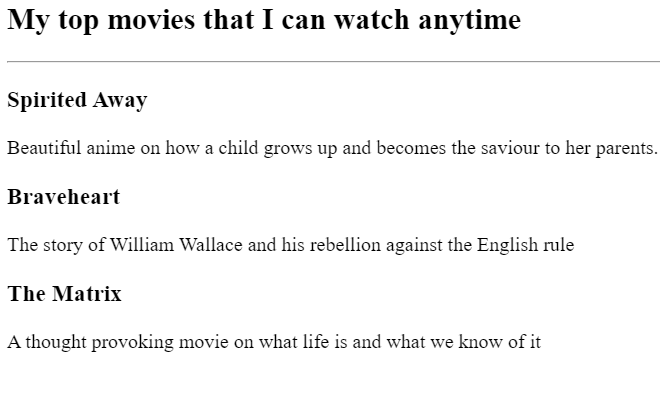 My top movies that I can watch anytime
Spirited Away
Beautiful anime on how a child grows up and becomes the saviour to her parents.
Braveheart
The story of William Wallace and his rebellion against the English rule
The Matrix
A thought provoking movie on what life is and what we know of it